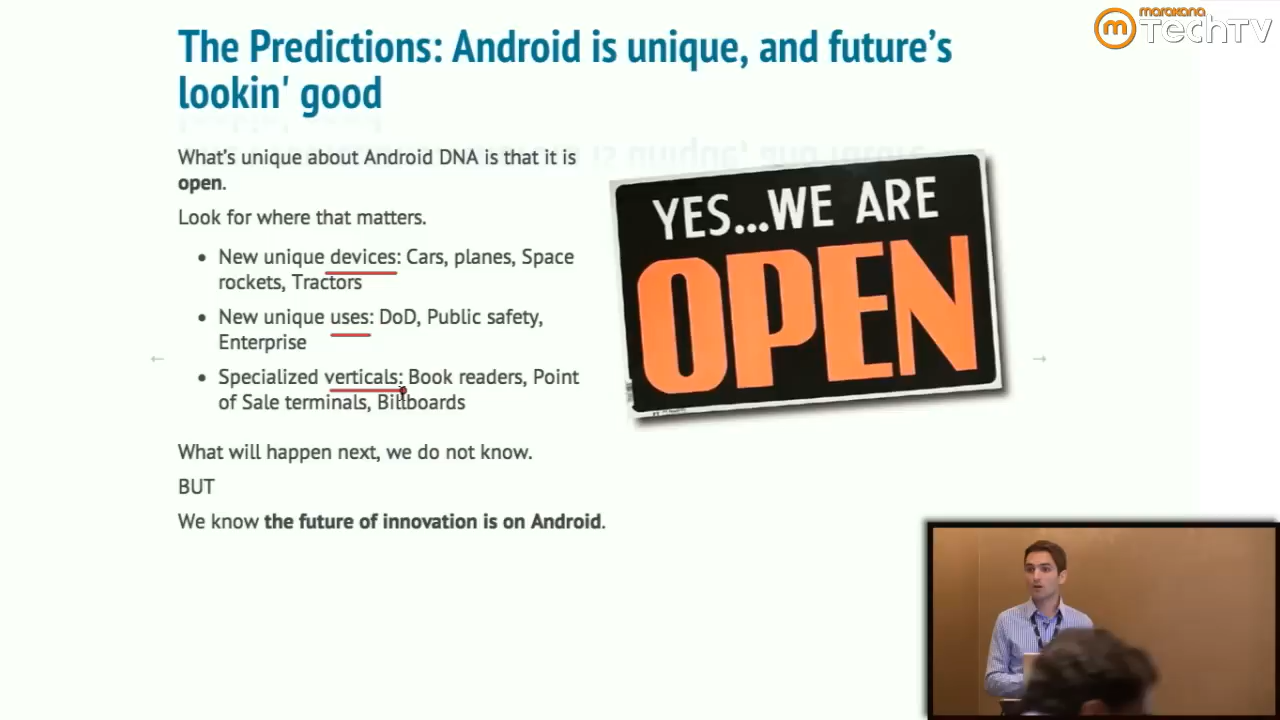 marakana
TechTV
The Predictions: Android is unique, and future's
lookin' good
What's unique about Android DNA is that it is
open.
Look for where that matters.
• New unique devices: Cars, planes, Space
rockets, Tractors
• New unique uses: DoD, Public safety,
Enterprise
• Specialized verticals: Book readers, Point
of Sale terminals, Billboards
What will happen next, we do not know.
BUT
We know the future of innovation is on Android.
YES...WE ARE
OPEN